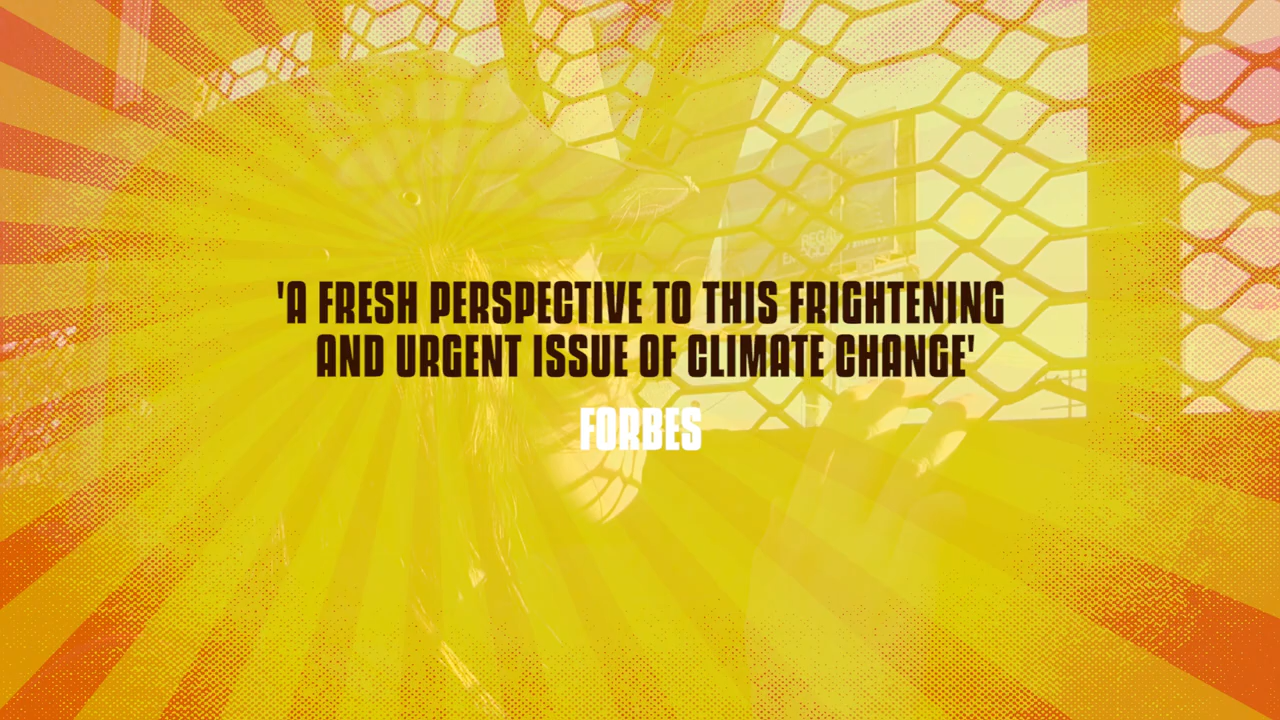 'A FRESH PERSPECTIVE TO THIS FRIGHTENING
AND URGENT ISSUE OF CLIMATE CHANGE'
FORBES